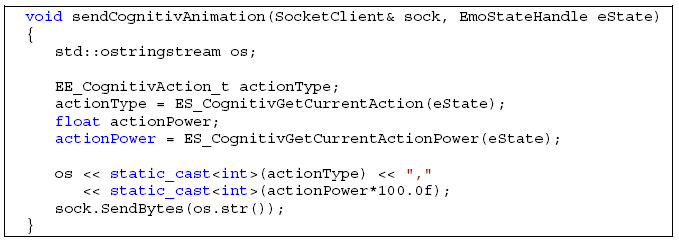 void sendCognitivAnimation(SocketClient& sock, EmoStateHandle eState)
{
std::ostringstream os;
EE_CognitivAction_t actionType;
actionType = ES_CognitivGetCurrentAction(eState);
float actionPower;
actionPower = ES_CognitivGetCurrentActionPower(eState);
os << static_cast<int>(actionType) << ","
<< static_cast<int>(actionPower*100.0f);
sock.SendBytes(os.str());
}